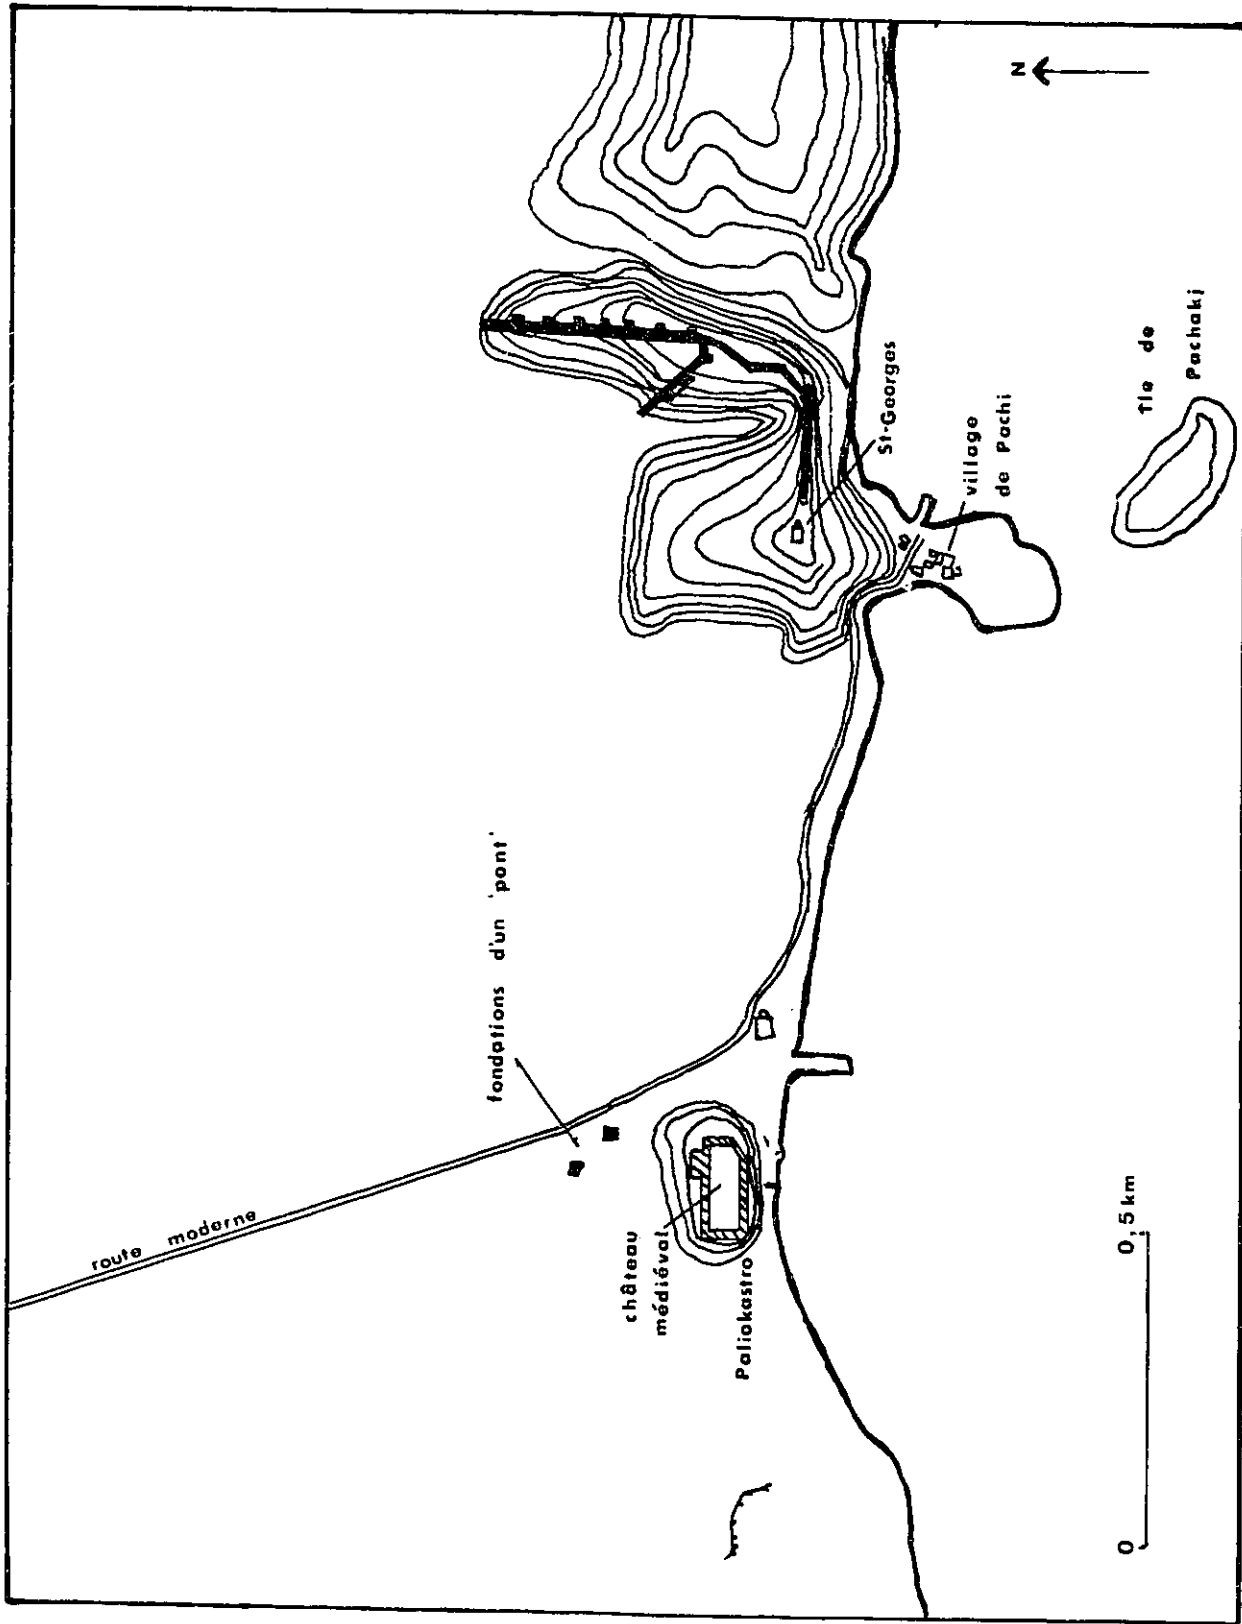 N
route moderne
fondations d'un 'pont'
château
médiéval
Paliokastro
St-Georges
village
de Pachi
île de
Pachaki
0
0,5 km